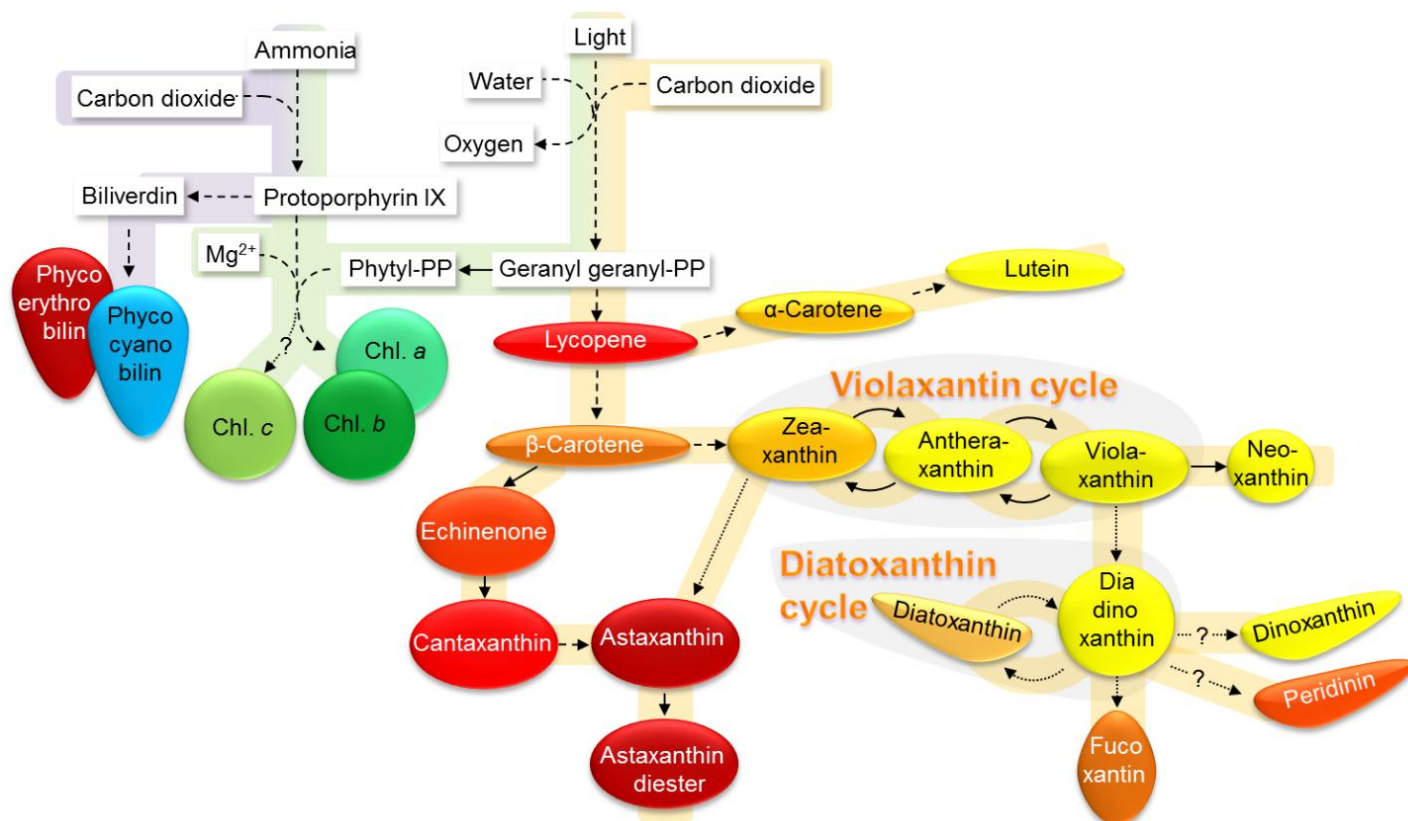 Ammonia
Light
Carbon dioxide
Water
Carbon dioxide
Oxygen
Biliverdin
Protoporphyrin IX
Mg²⁺
Phytyl-PP
Geranyl geranyl-PP
Phyco
erythro
bilin
Phyco
cyano
bilin
?
Chl. a
Chl. b
Chl. c
Lycopene
α-Carotene
Lutein
Violaxantin cycle
β-Carotene
Zea-
xanthin
Anthera-
xanthin
Viola-
xanthin
Neo-
xanthin
Echinenone
Cantaxanthin
Astaxanthin
Astaxanthin
diester
Diatoxanthin
cycle
Diatoxanthin
Dia
dino
xanthin
?
Dinoxanthin
?
Peridinin
Fuco
xantin